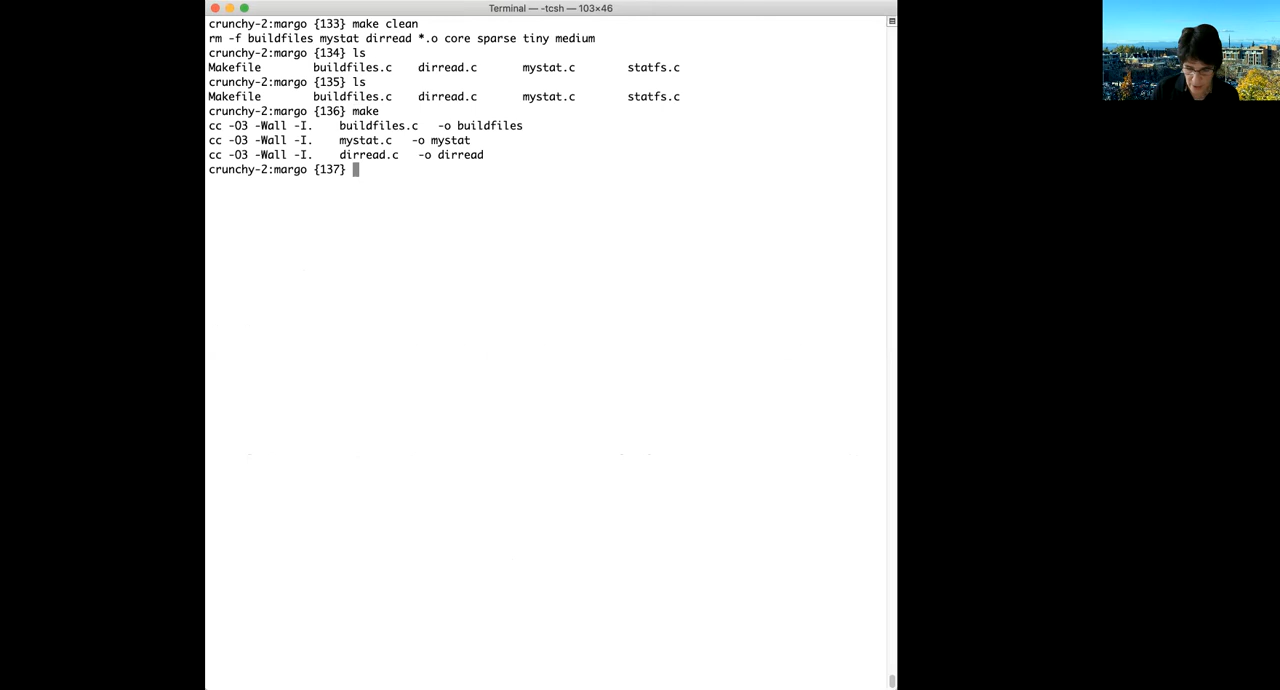 Terminal — -tcsh — 103×46
crunchy-2:margo {133} make clean
rm -f buildfiles mystat dirread *.o core sparse tiny medium
crunchy-2:margo {134} ls
Makefile buildfiles.c dirread.c mystat.c statfs.c
crunchy-2:margo {135} ls
Makefile buildfiles.c dirread.c mystat.c statfs.c
crunchy-2:margo {136} make
cc -O3 -Wall -I. buildfiles.c -o buildfiles
cc -O3 -Wall -I. mystat.c -o mystat
cc -O3 -Wall -I. dirread.c -o dirread
crunchy-2:margo {137}